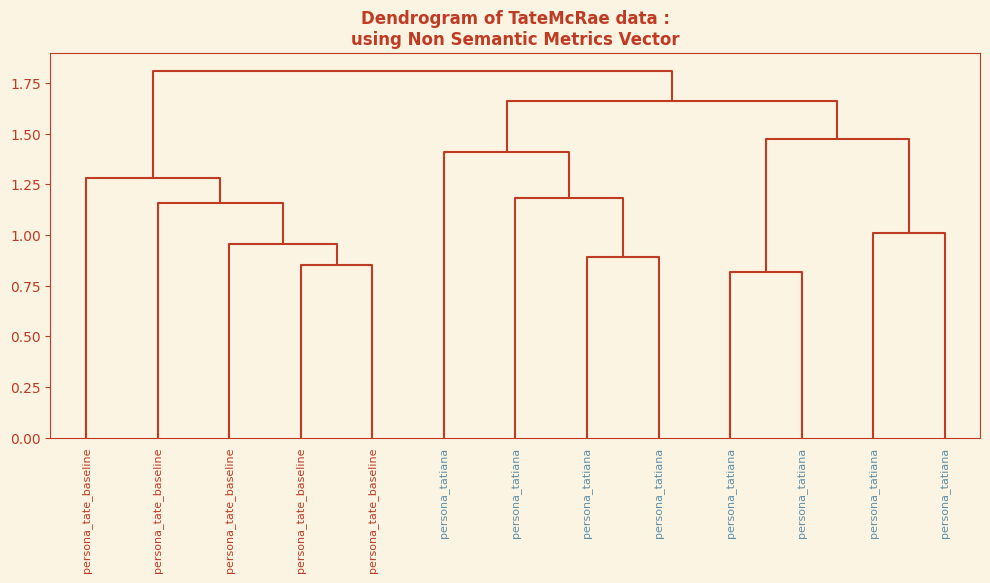 Dendrogram of TateMcRae data :
using Non Semantic Metrics Vector
1.75
1.50
1.25
1.00
0.75
0.50
0.25
0.00
persona_tate_baseline
persona_tate_baseline
persona_tate_baseline
persona_tate_baseline
persona_tate_baseline
persona_tatiana
persona_tatiana
persona_tatiana
persona_tatiana
persona_tatiana
persona_tatiana
persona_tatiana
persona_tatiana